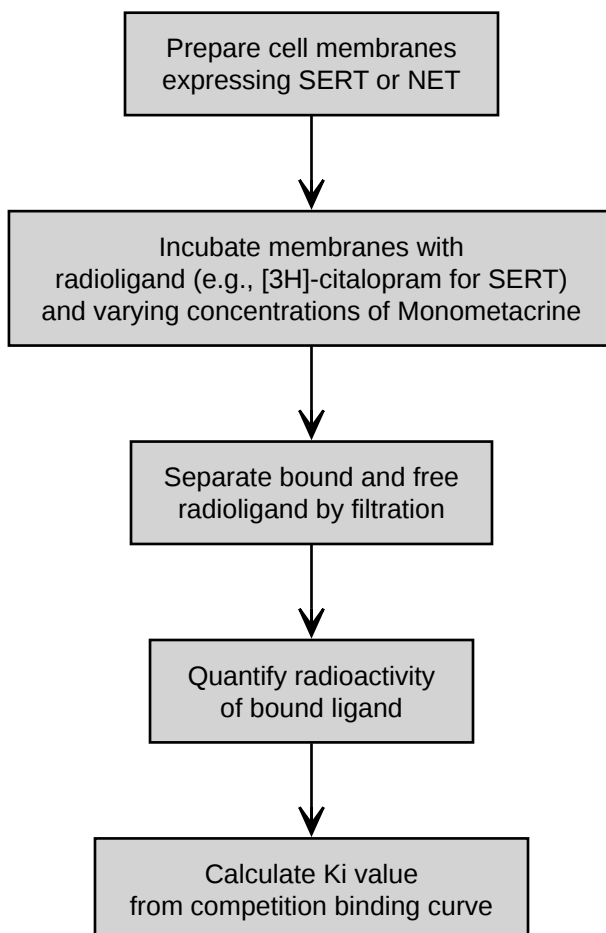 Prepare cell membranes
expressing SERT or NET
Incubate membranes with
radioligand (e.g., [3H]-citalopram for SERT)
and varying concentrations of Monometacrine
Separate bound and free
radioligand by filtration
Quantify radioactivity
of bound ligand
Calculate Ki value
from competition binding curve